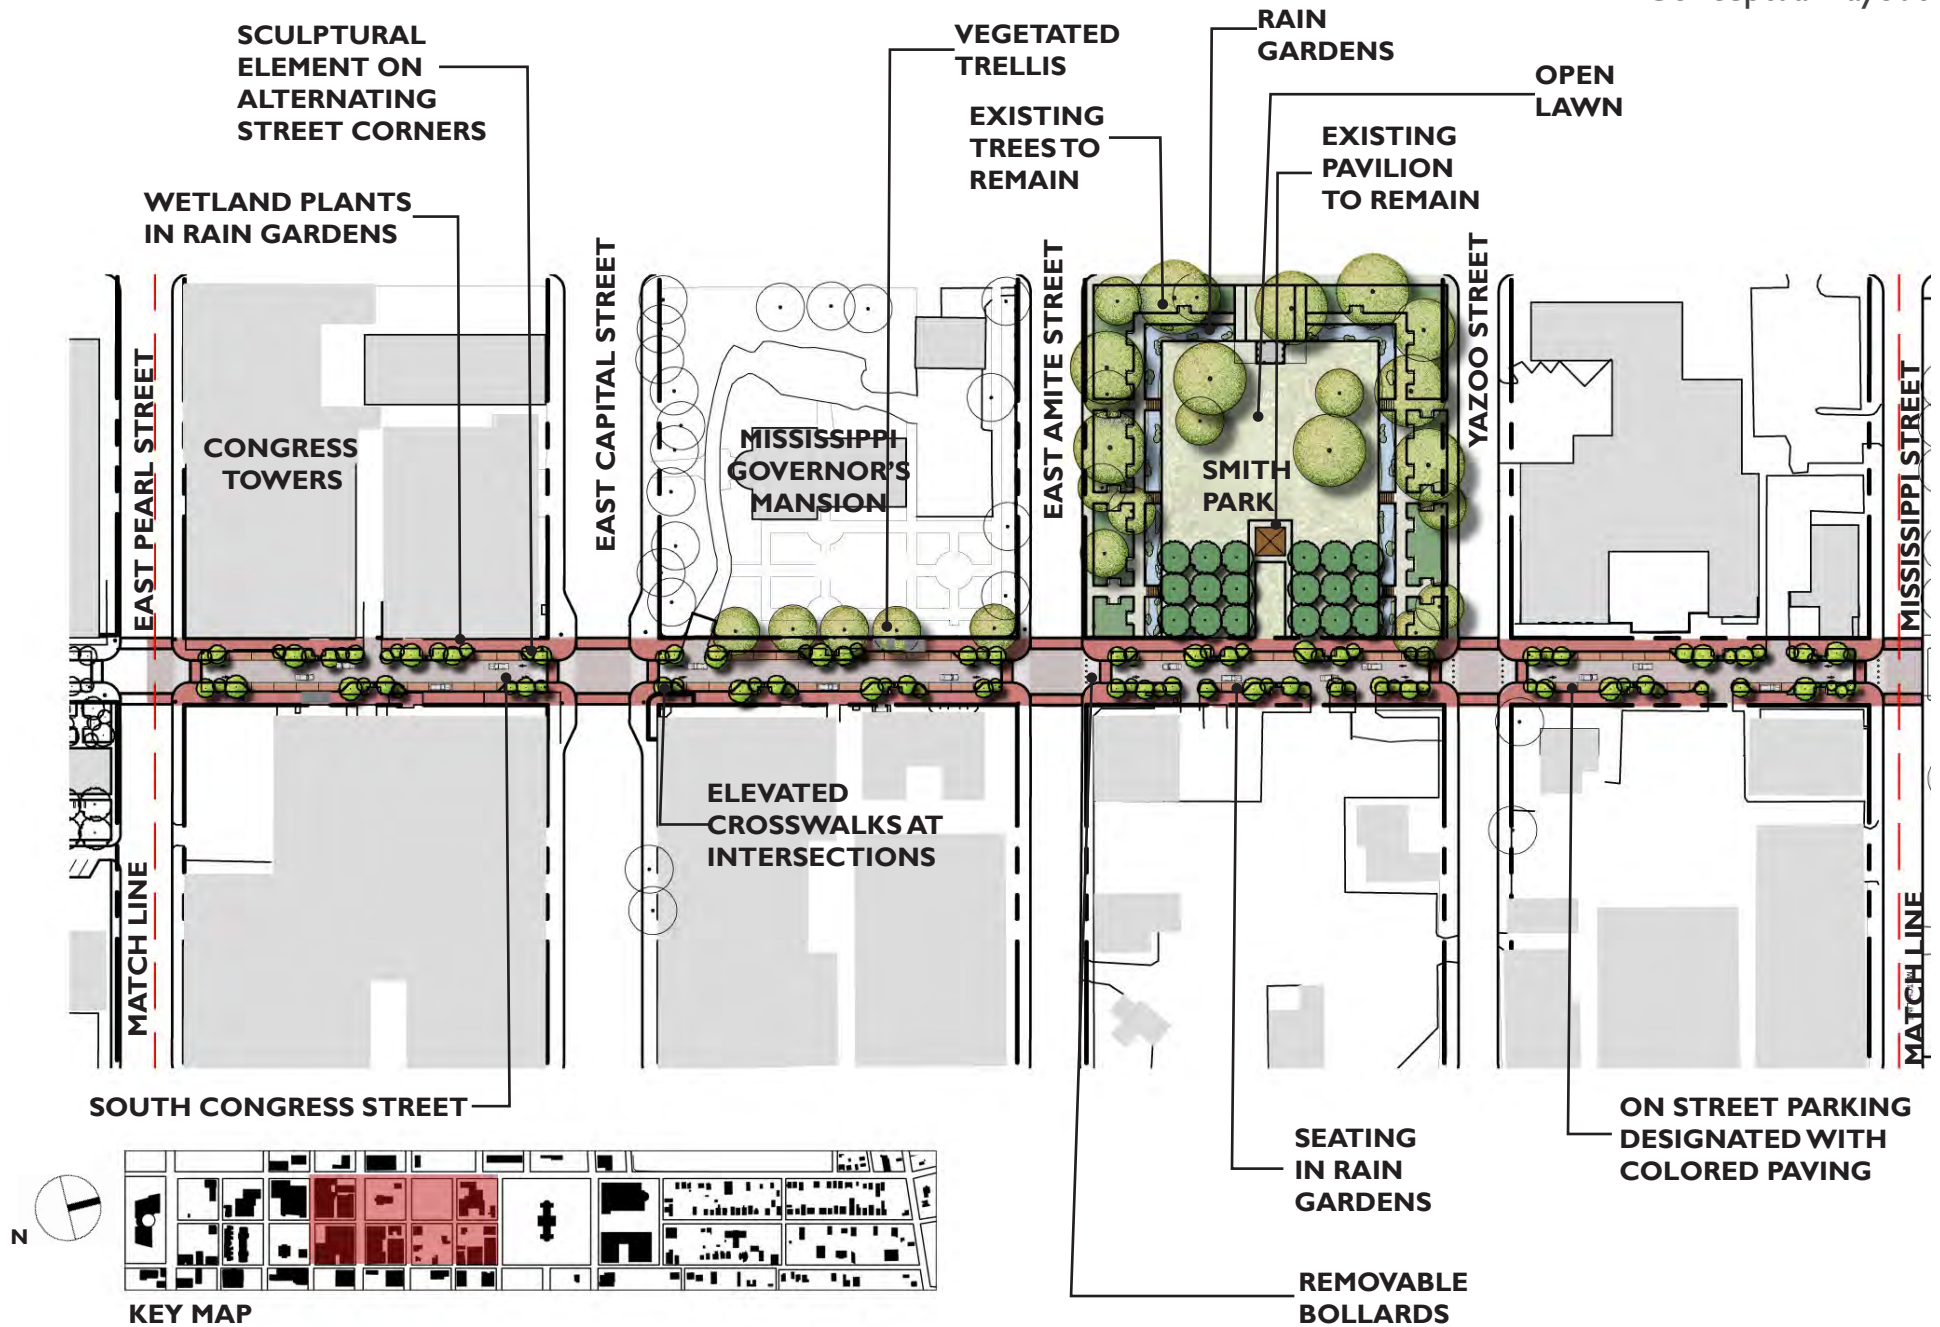 SCULPTURAL
ELEMENT ON
ALTERNATING
STREET CORNERS
VEGETATED
TRELLIS
RAIN
GARDENS
OPEN
LAWN
EXISTING
TREES TO
REMAIN
EXISTING
PAVILION
TO REMAIN
WETLAND PLANTS
IN RAIN GARDENS
EAST PEARL STREET
EAST CAPITAL STREET
EAST AMITE STREET
YAZOO STREET
MISSISSIPPI STREET
CONGRESS
TOWERS
MISSISSIPPI
GOVERNOR'S
MANSION
SMITH
PARK
ELEVATED
CROSSWALKS AT
INTERSECTIONS
MATCH LINE
MATCH LINE
SOUTH CONGRESS STREET
SEATING
IN RAIN
GARDENS
ON STREET PARKING
DESIGNATED WITH
COLORED PAVING
REMOVABLE
BOLLARDS
N
KEY MAP